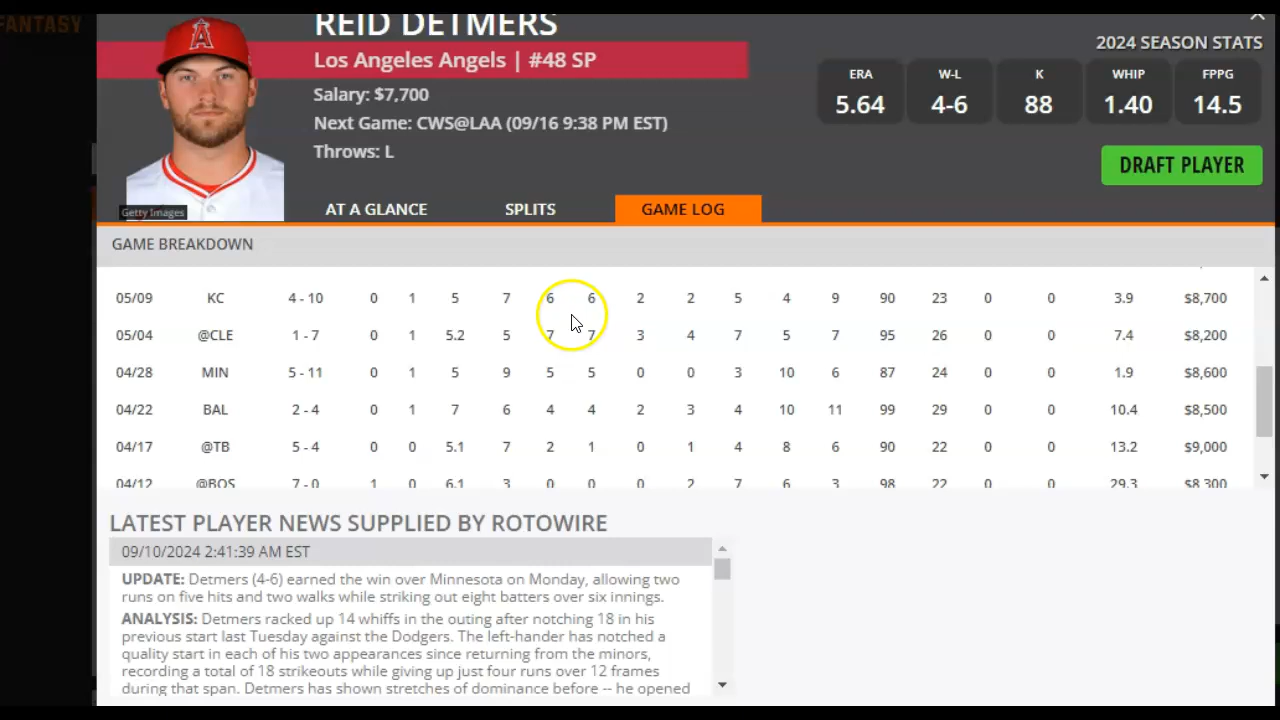 FANTASY
REID DETMERS
Los Angeles Angels | #48 SP
Salary: $7,700
Next Game: CWS@LAA (09/16 9:38 PM EST)
Throws: L
Getty Images
2024 SEASON STATS
ERA W-L K WHIP FPPG
5.64 4-6 88 1.40 14.5
DRAFT PLAYER
AT A GLANCE SPLITS GAME LOG
GAME BREAKDOWN
05/09 KC 4 - 10 0 1 5 7 6 6 2 2 5 4 9 90 23 0 0 3.9 $8,700
05/04 @CLE 1 - 7 0 1 5.2 5 7 7 3 4 7 5 7 95 26 0 0 7.4 $8,200
04/28 MIN 5 - 11 0 1 5 9 5 5 0 0 3 10 6 87 24 0 0 1.9 $8,600
04/22 BAL 2 - 4 0 1 7 6 4 4 2 3 4 10 11 99 29 0 0 10.4 $8,500
04/17 @TB 5 - 4 0 0 5.1 7 2 1 0 1 4 8 6 90 22 0 0 13.2 $9,000
04/12 @BOS 7 - 0 1 0 6.1 3 0 0 0 2 7 6 3 98 22 0 0 29.3 $8,300
LATEST PLAYER NEWS SUPPLIED BY ROTOWIRE
09/10/2024 2:41:39 AM EST
UPDATE: Detmers (4-6) earned the win over Minnesota on Monday, allowing two
runs on five hits and two walks while striking out eight batters over six innings.
ANALYSIS: Detmers racked up 14 whiffs in the outing after notching 18 in his
previous start last Tuesday against the Dodgers. The left-hander has notched a
quality start in each of his two appearances since returning from the minors,
recording a total of 18 strikeouts while giving up just four runs over 12 frames
during that span. Detmers has shown stretches of dominance before -- he opened